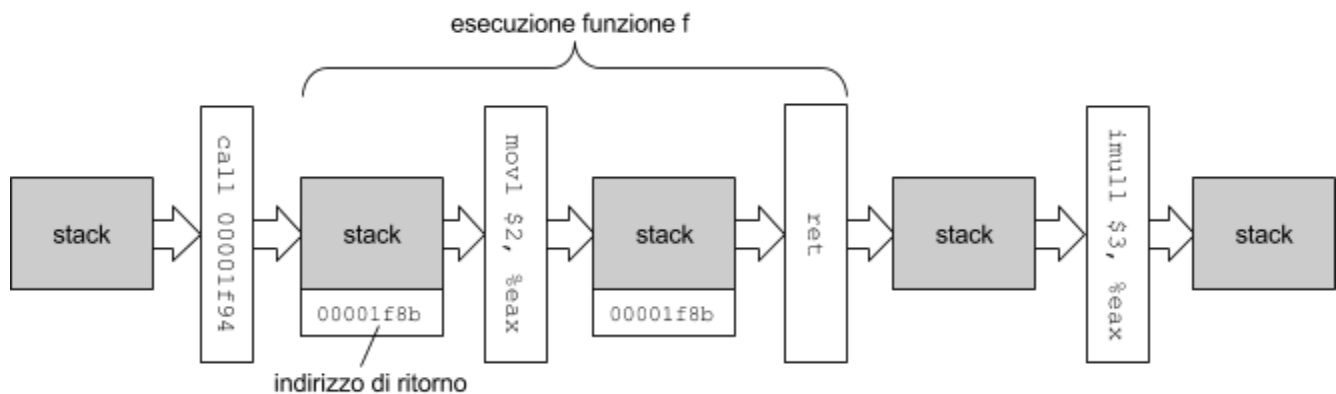 esecuzione funzione f
stack
call 00001f94
stack
00001f8b
indirizzo di ritorno
movl $2, %eax
stack
00001f8b
ret
stack
imull $3, %eax
stack